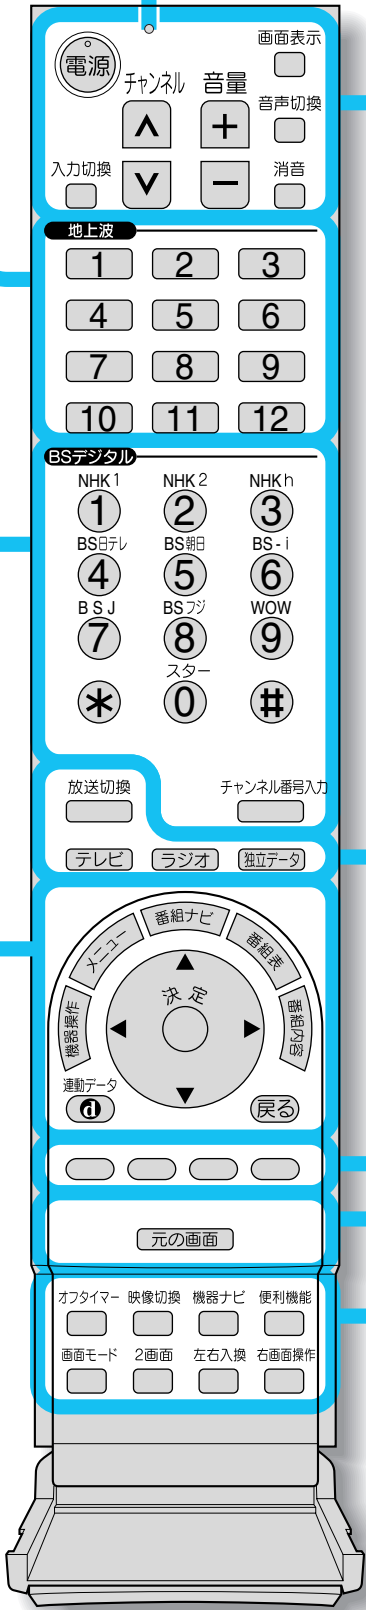 画面表示
電源
チャンネル 音量
音声切換
∧ +
入力切換 消音
∨ −
地上波
1 2 3
4 5 6
7 8 9
10 11 12
BSデジタル
NHK1 NHK2 NHKh
1 2 3
BS日テレ BS朝日 BS-i
4 5 6
BSJ BSフジ WOW
7 8 9
スター
* 0 #
放送切換 チャンネル番号入力
テレビ ラジオ 独立データ
機器操作 メニュー 番組ナビ 番組表 番組内容
決定
連動データ
d 戻る
元の画面
オフタイマー 映像切換 機器ナビ 便利機能
画面モード 2画面 左右入換 右画面操作